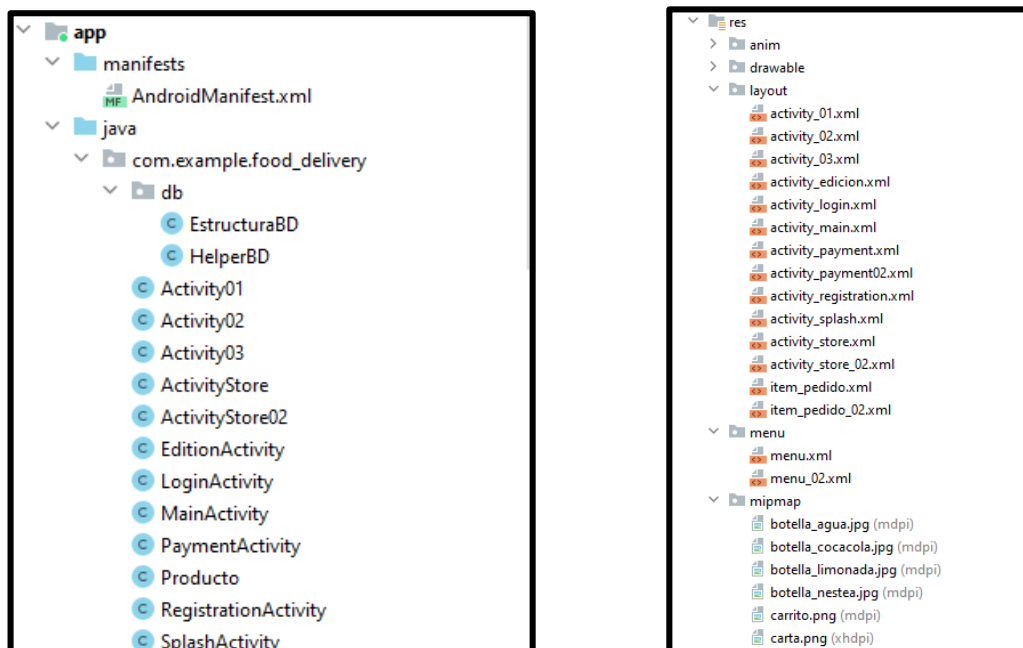 app
manifests
MF AndroidManifest.xml
java
com.example.food_delivery
db
C EstructuraBD
C HelperBD
C Activity01
C Activity02
C Activity03
C ActivityStore
C ActivityStore02
C EditionActivity
C LoginActivity
C MainActivity
C PaymentActivity
C Producto
C RegistrationActivity
C SplashActivity
res
anim
drawable
layout
activity_01.xml
activity_02.xml
activity_03.xml
activity_edicion.xml
activity_login.xml
activity_main.xml
activity_payment.xml
activity_payment02.xml
activity_registration.xml
activity_splash.xml
activity_store.xml
activity_store_02.xml
item_pedido.xml
item_pedido_02.xml
menu
menu.xml
menu_02.xml
mipmap
botella_agua.jpg (mdpi)
botella_cocacola.jpg (mdpi)
botella_limonada.jpg (mdpi)
botella_nestea.jpg (mdpi)
carrito.png (mdpi)
carta.png (xhdpi)